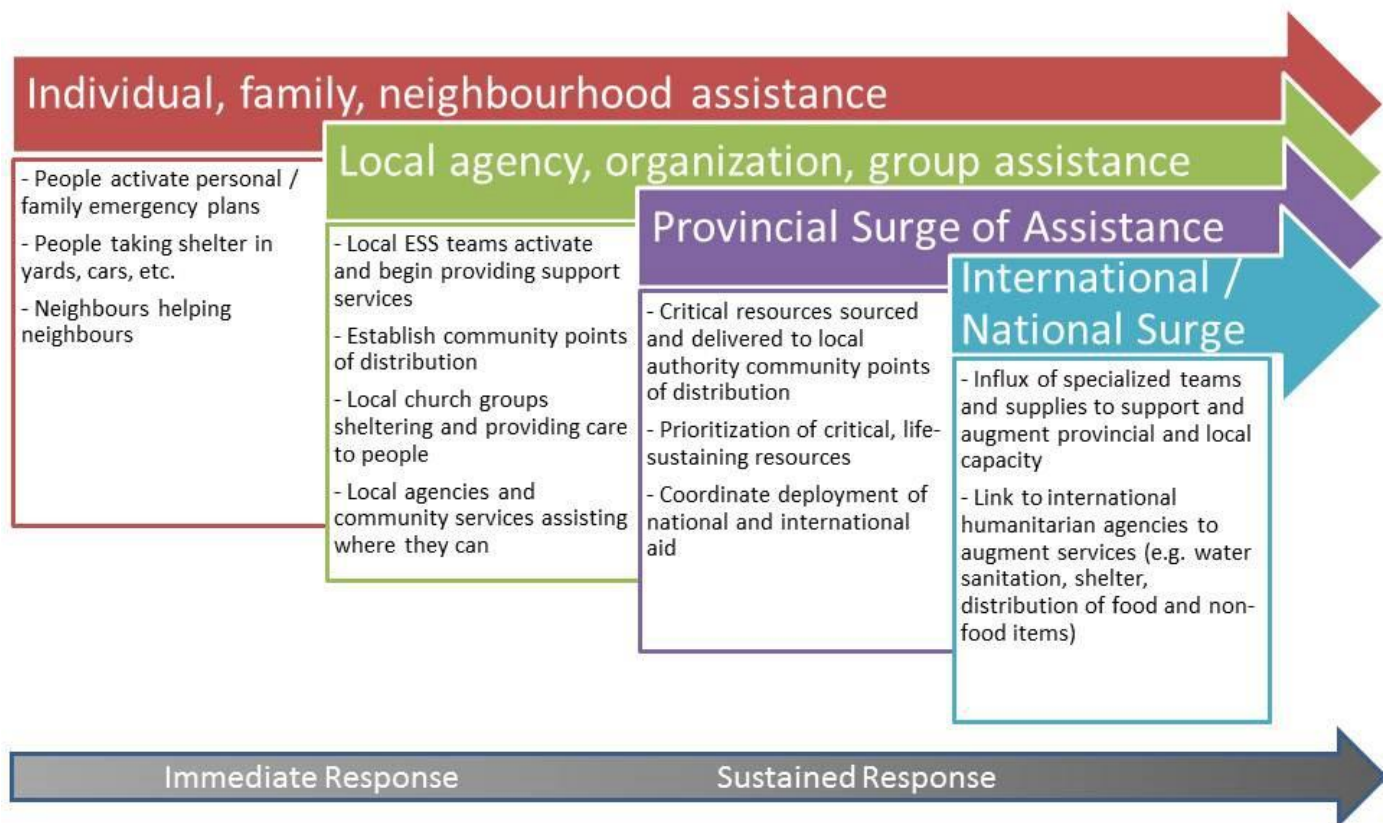 Individual, family, neighbourhood assistance
- People activate personal /
family emergency plans
- People taking shelter in
yards, cars, etc.
- Neighbours helping
neighbours
Local agency, organization, group assistance
- Local ESS teams activate
and begin providing support
services
- Establish community points
of distribution
- Local church groups
sheltering and providing care
to people
- Local agencies and
community services assisting
where they can
Provincial Surge of Assistance
- Critical resources sourced
and delivered to local
authority community points
of distribution
- Prioritization of critical, life-
sustaining resources
- Coordinate deployment of
national and international
aid
International /
National Surge
- Influx of specialized teams
and supplies to support and
augment provincial and local
capacity
- Link to international
humanitarian agencies to
augment services (e.g. water
sanitation, shelter,
distribution of food and non-
food items)
Immediate Response
Sustained Response